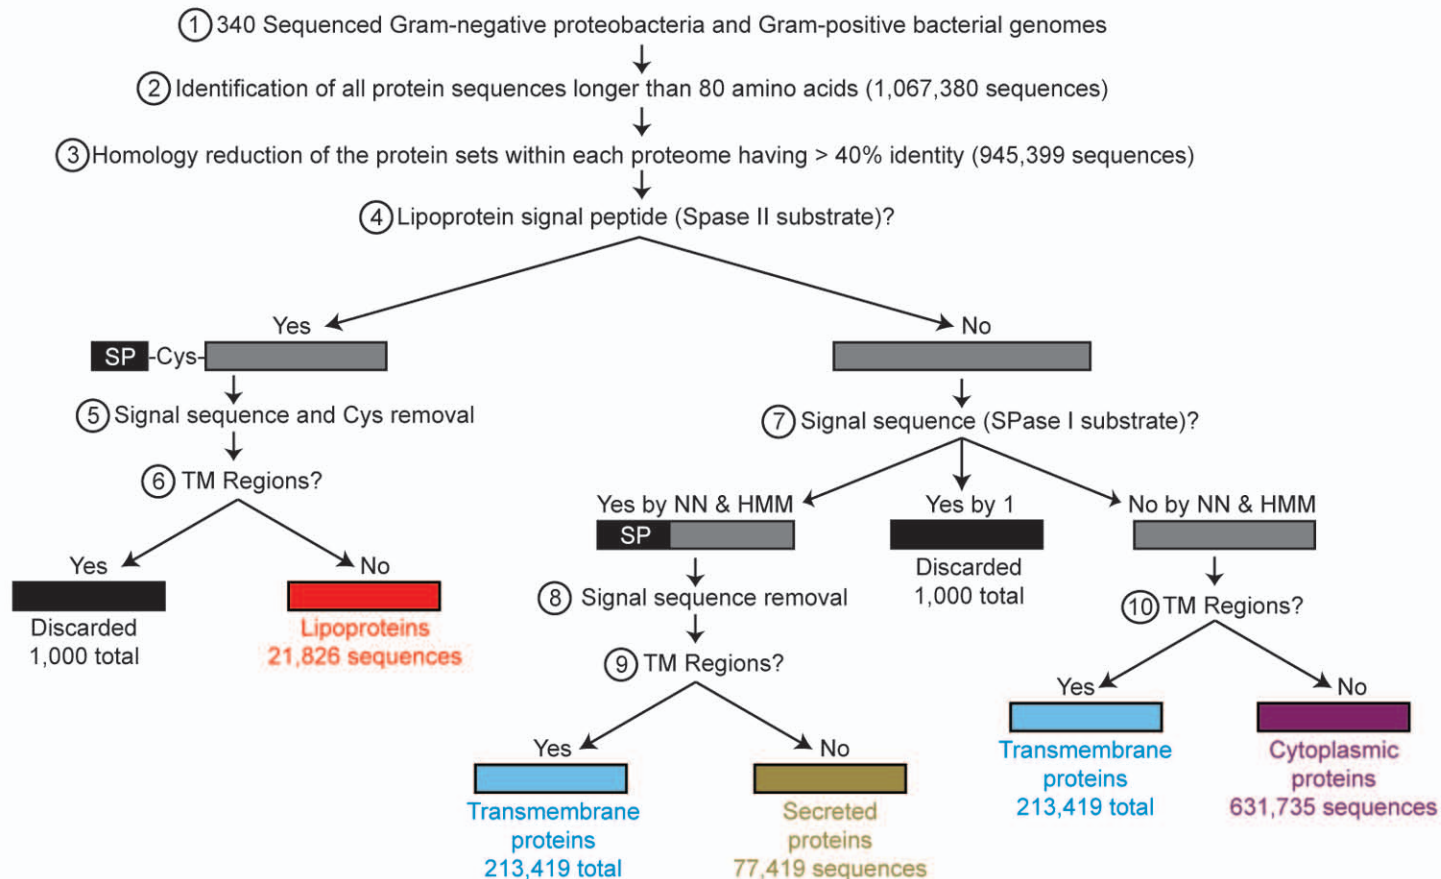 1 340 Sequenced Gram-negative proteobacteria and Gram-positive bacterial genomes
2 Identification of all protein sequences longer than 80 amino acids (1,067,380 sequences)
3 Homology reduction of the protein sets within each proteome having > 40% identity (945,399 sequences)
4 Lipoprotein signal peptide (Spase II substrate)?
Yes
SP -Cys-
5 Signal sequence and Cys removal
6 TM Regions?
Yes
Discarded
1,000 total
No
Lipoproteins
21,826 sequences
No
7 Signal sequence (SPase I substrate)?
Yes by NN & HMM
SP
8 Signal sequence removal
9 TM Regions?
Yes
Transmembrane
proteins
213,419 total
No
Secreted
proteins
77,419 sequences
Yes by 1
Discarded
1,000 total
No by NN & HMM
10 TM Regions?
Yes
Transmembrane
proteins
213,419 total
No
Cytoplasmic
proteins
631,735 sequences